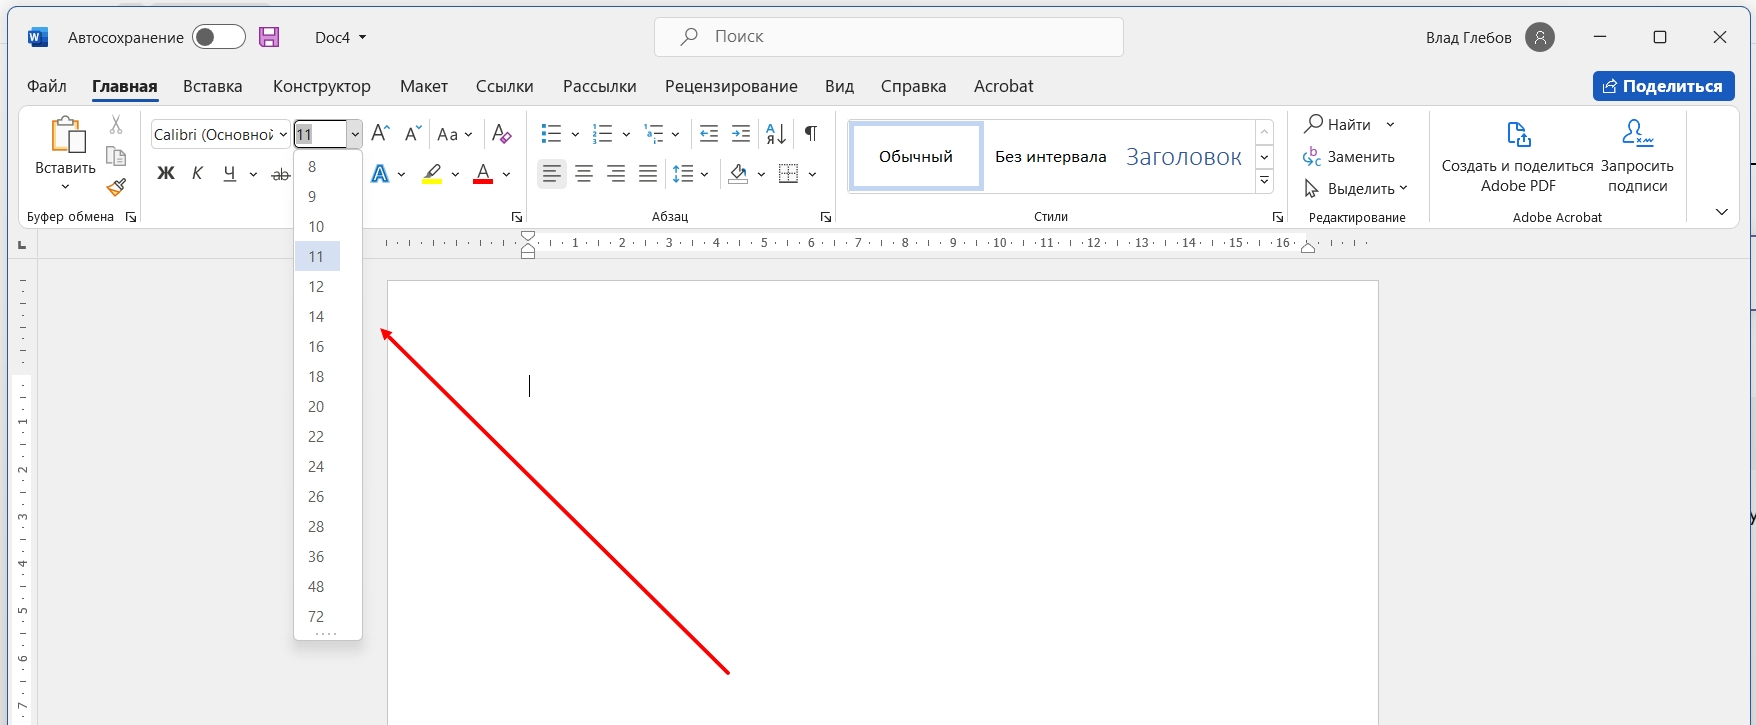 Автосохранение
Doc4
Поиск
Влад Глебов
Файл Главная Вставка Конструктор Макет Ссылки Рассылки Рецензирование Вид Справка Acrobat
Поделиться
Вставить
Буфер обмена
Calibri (Основной
11
Aa
Ж К Ч ab
8
9
10
11
12
14
16
18
20
22
24
26
28
36
48
72
Абзац
Обычный
Без интервала
Заголовок
Стили
Найти
Заменить
Выделить
Редактирование
Создать и поделиться
Adobe PDF
Запросить
подписи
Adobe Acrobat
1 2 3 4 5 6 7 8 9 10 11 12 13 14 15 16
1
2
3
4
5
6
7